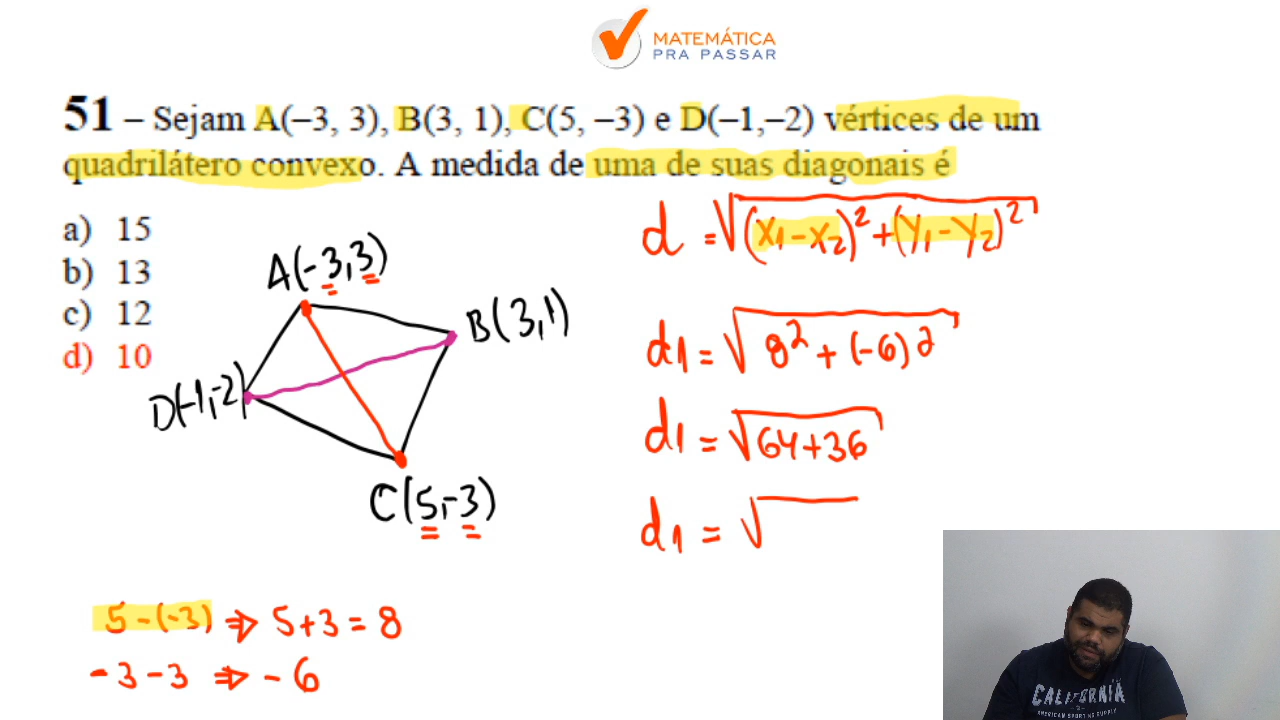 MATEMÁTICA
PRA PASSAR
51 – Sejam A(–3, 3), B(3, 1), C(5, –3) e D(–1,–2) vértices de um
quadrilátero convexo. A medida de uma de suas diagonais é
a) 15
b) 13
c) 12
d) 10
A(-3,3)
B(3,1)
D(-1,-2)
C(5,-3)
d = √(x1-x2)²+(y1-y2)²
d1 = √8²+(-6)²
d1 = √64+36
d1 = √
5-(-3) ⇒ 5+3=8
-3-3 ⇒ -6
CALIFORNIA
AMERICAN SPORTING SUPPLY